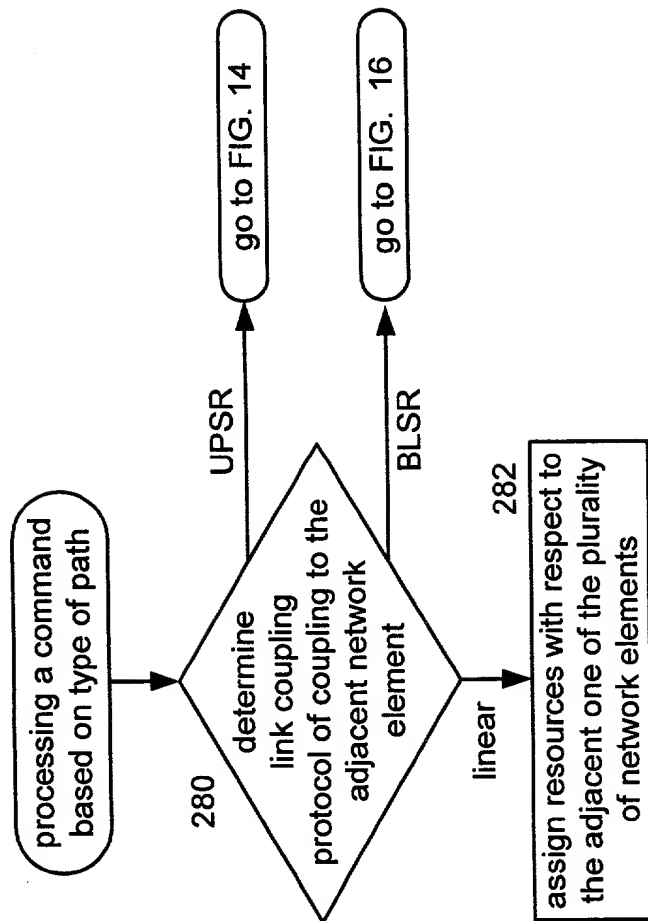 processing a command
based on type of path
280
determine
link coupling
protocol of coupling to the
adjacent network
element
UPSR
go to FIG. 14
BLSR
go to FIG. 16
linear
282
assign resources with respect to
the adjacent one of the plurality
of network elements